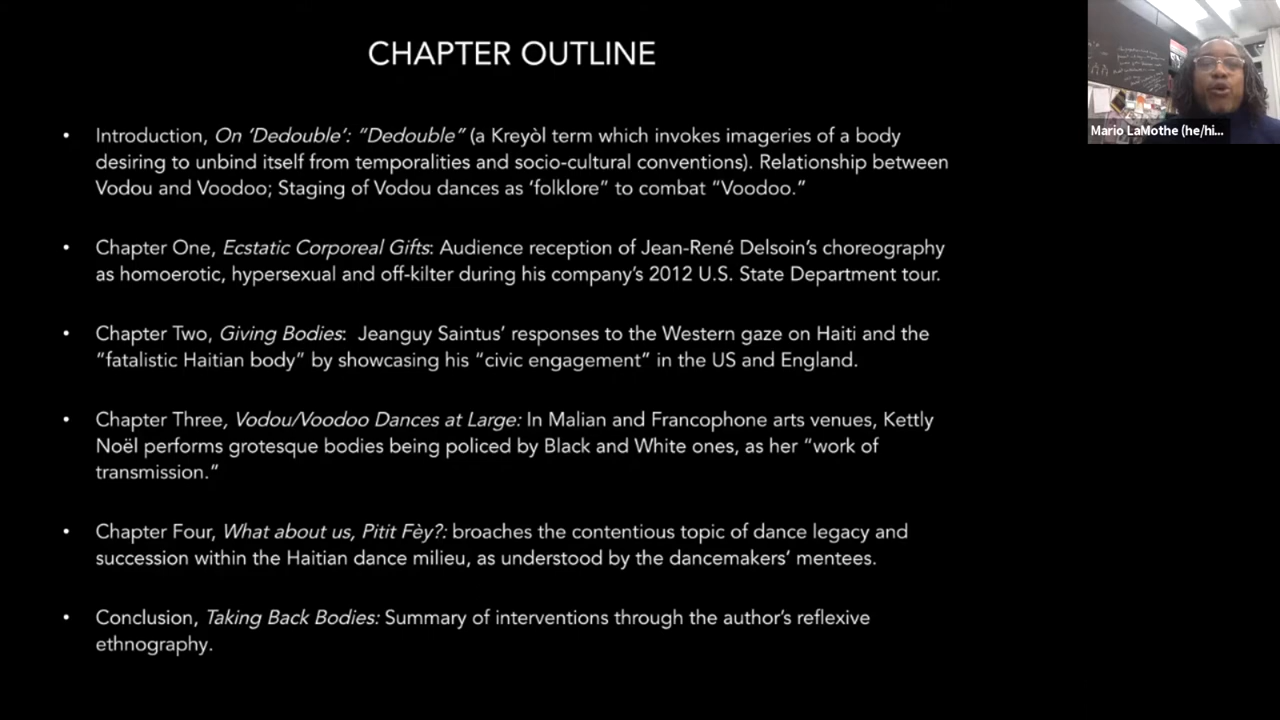 CHAPTER OUTLINE
• Introduction, On ‘Dedouble’: “Dedouble” (a Kreyòl term which invokes imageries of a body
desiring to unbind itself from temporalities and socio-cultural conventions). Relationship between
Vodou and Voodoo; Staging of Vodou dances as ‘folklore” to combat “Voodoo.”
• Chapter One, Ecstatic Corporeal Gifts: Audience reception of Jean-René Delsoin’s choreography
as homoerotic, hypersexual and off-kilter during his company’s 2012 U.S. State Department tour.
• Chapter Two, Giving Bodies: Jeanguy Saintus’ responses to the Western gaze on Haiti and the
“fatalistic Haitian body” by showcasing his “civic engagement” in the US and England.
• Chapter Three, Vodou/Voodoo Dances at Large: In Malian and Francophone arts venues, Kettly
Noël performs grotesque bodies being policed by Black and White ones, as her “work of
transmission.“
• Chapter Four, What about us, Pitit Fèy?: broaches the contentious topic of dance legacy and
succession within the Haitian dance milieu, as understood by the dancemakers’ mentees.
• Conclusion, Taking Back Bodies: Summary of interventions through the author’s reflexive
ethnography.
Mario LaMothe (he/hi...